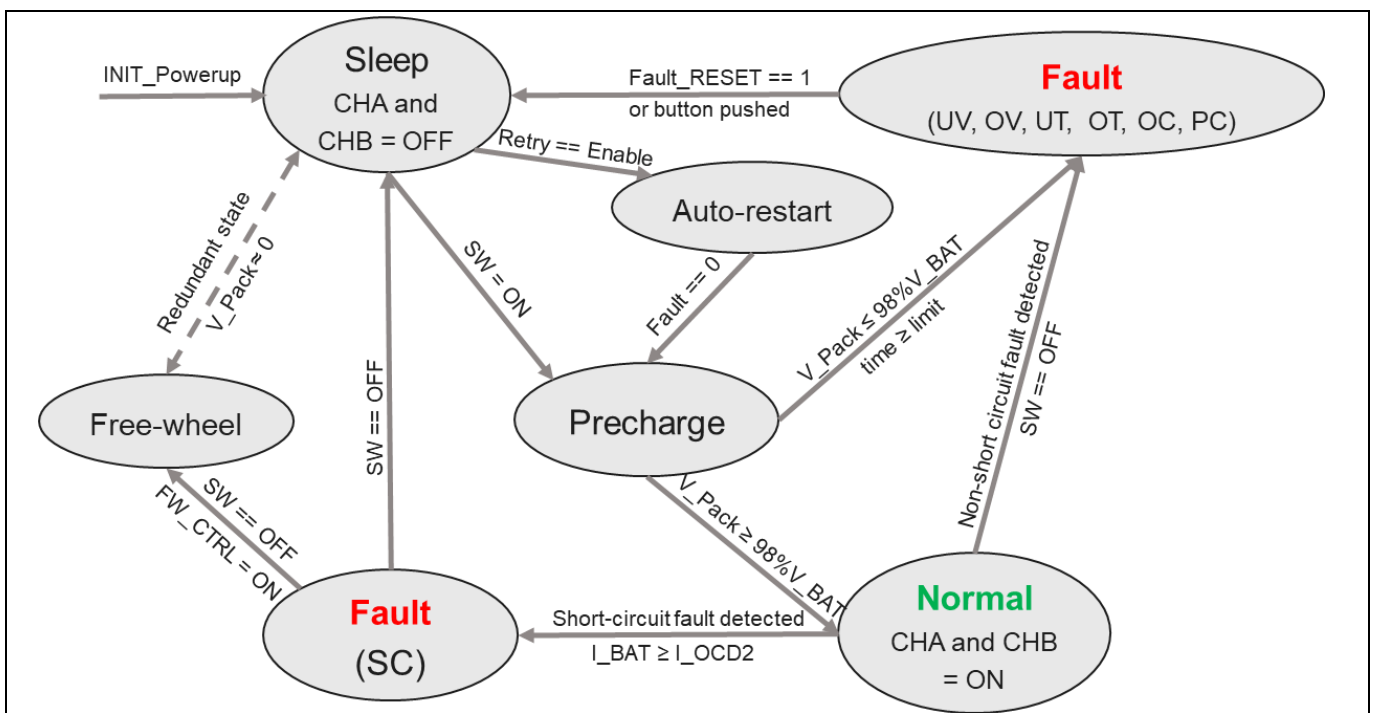 INIT_Powerup
Sleep
CHA and
CHB = OFF
Fault_RESET == 1
or button pushed
Fault
(UV, OV, UT, OT, OC, PC)
Retry == Enable
Auto-restart
Redundant state
V_Pack≈ 0
SW = ON
Fault == 0
V_Pack ≤ 98%V_BAT
time ≥ limit
Non-short circuit fault detected
SW == OFF
SW == OFF
Free-wheel
Precharge
SW == OFF
FW_CTRL = ON
V_Pack ≥ 98%V_BAT
Fault
(SC)
Short-circuit fault detected
I_BAT ≥ I_OCD2
Normal
CHA and CHB
= ON